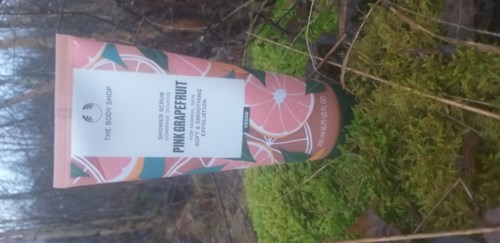 THE BODY SHOP
SHOWER SCRUB
PINK GRAPEFRUIT
FOR NORMAL SKIN
SOFT & SMOOTHING
EXFOLIATION
VEGAN